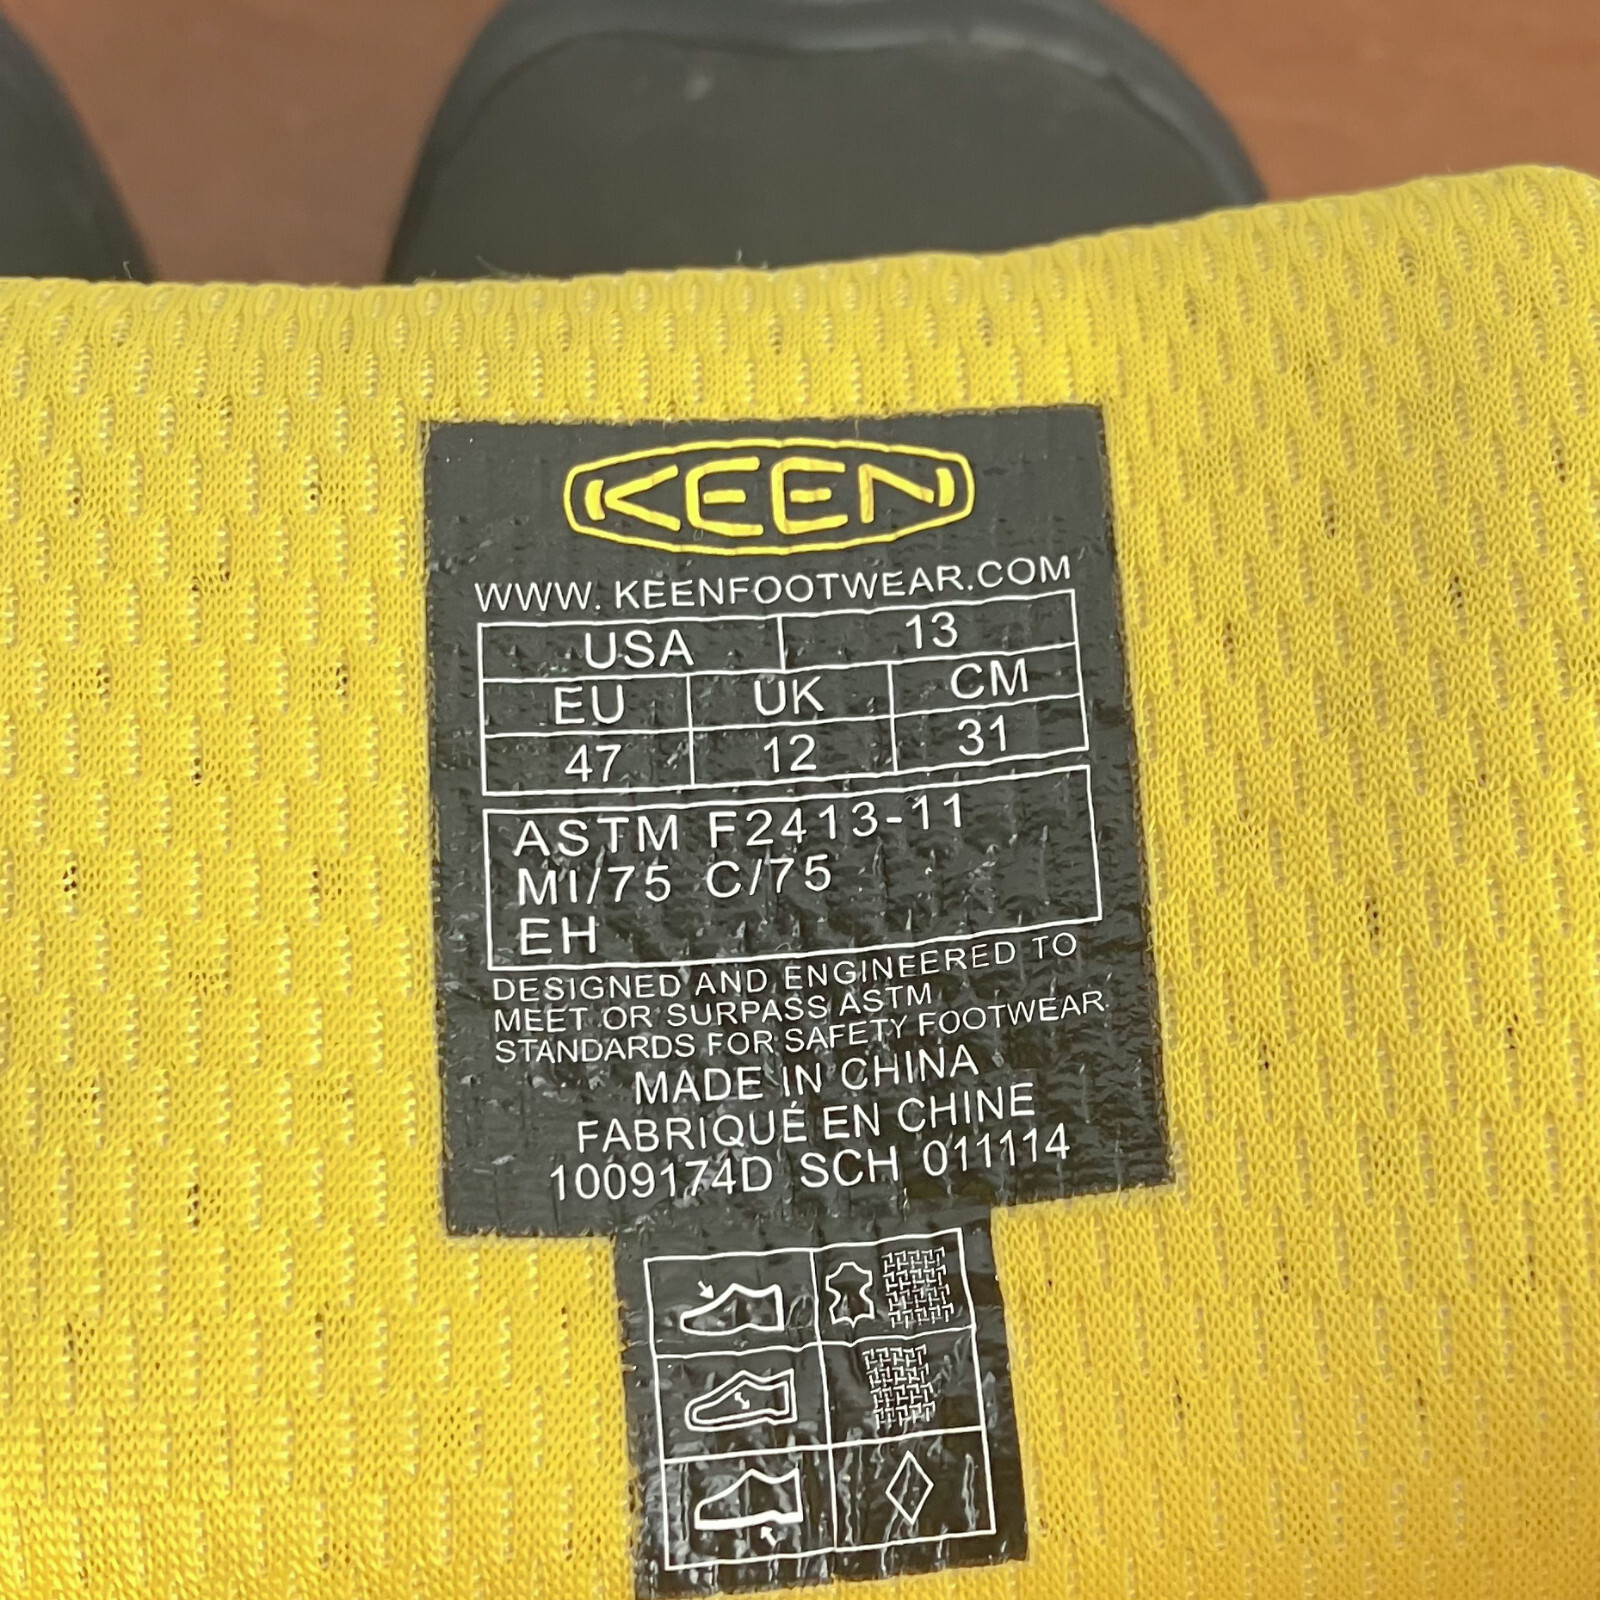 KEEN
WWW. KEENFOOTWEAR.COM
USA 13
EU UK CM
47 12 31
ASTM F2413-11
MI/75 C/75
EH
DESIGNED AND ENGINEERED TO
MEET OR SURPASS ASTM
STANDARDS FOR SAFETY FOOTWEAR.
MADE IN CHINA
FABRIQUÉ EN CHINE
1009174D SCH 011114